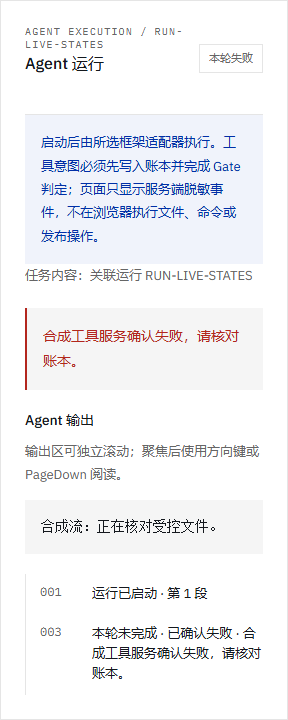 AGENT EXECUTION / RUN-
LIVE-STATES
Agent 运行
本轮失败
启动后由所选框架适配器执行。工
具意图必须先写入账本并完成 Gate
判定；页面只显示服务端脱敏事
件，不在浏览器执行文件、命令或
发布操作。
任务内容：关联运行 RUN-LIVE-STATES
合成工具服务确认失败，请核对
账本。
Agent 输出
输出区可独立滚动；聚焦后使用方向键或
PageDown 阅读。
合成流：正在核对受控文件。
001 运行已启动 · 第 1 段
003 本轮未完成 · 已确认失败 · 合
成工具服务确认失败，请核对
账本。